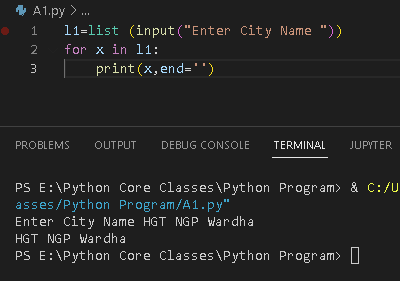 A1.py > ...
1 l1=list (input("Enter City Name "))
2 for x in l1:
3 print(x,end='')
PROBLEMS OUTPUT DEBUG CONSOLE TERMINAL JUPYTER
PS E:\Python Core Classes\Python Program> & C:/U
asses/Python Program/A1.py"
Enter City Name HGT NGP Wardha
HGT NGP Wardha
PS E:\Python Core Classes\Python Program>